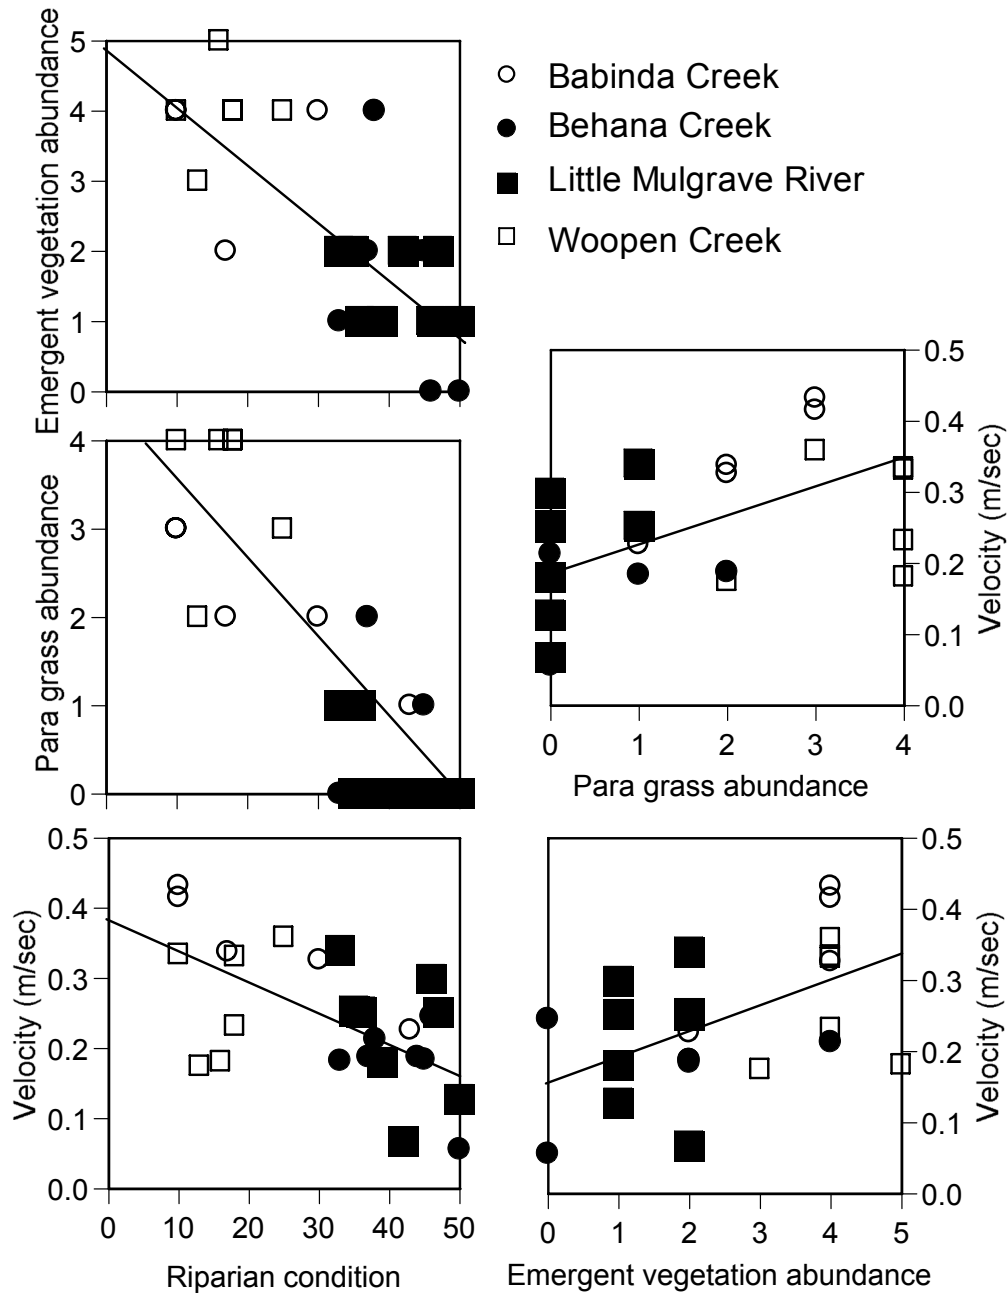 Emergent vegetation abundance
5
4
3
2
1
0
Babinda Creek
Behana Creek
Little Mulgrave River
Woopen Creek
Para grass abundance
4
3
2
1
0
0.5
0.4
0.3
0.2
0.1
0.0
Velocity (m/sec)
0 1 2 3 4
Para grass abundance
Velocity (m/sec)
0.5
0.4
0.3
0.2
0.1
0.0
0 10 20 30 40 50
Riparian condition
0.5
0.4
0.3
0.2
0.1
0.0
Velocity (m/sec)
0 1 2 3 4 5
Emergent vegetation abundance